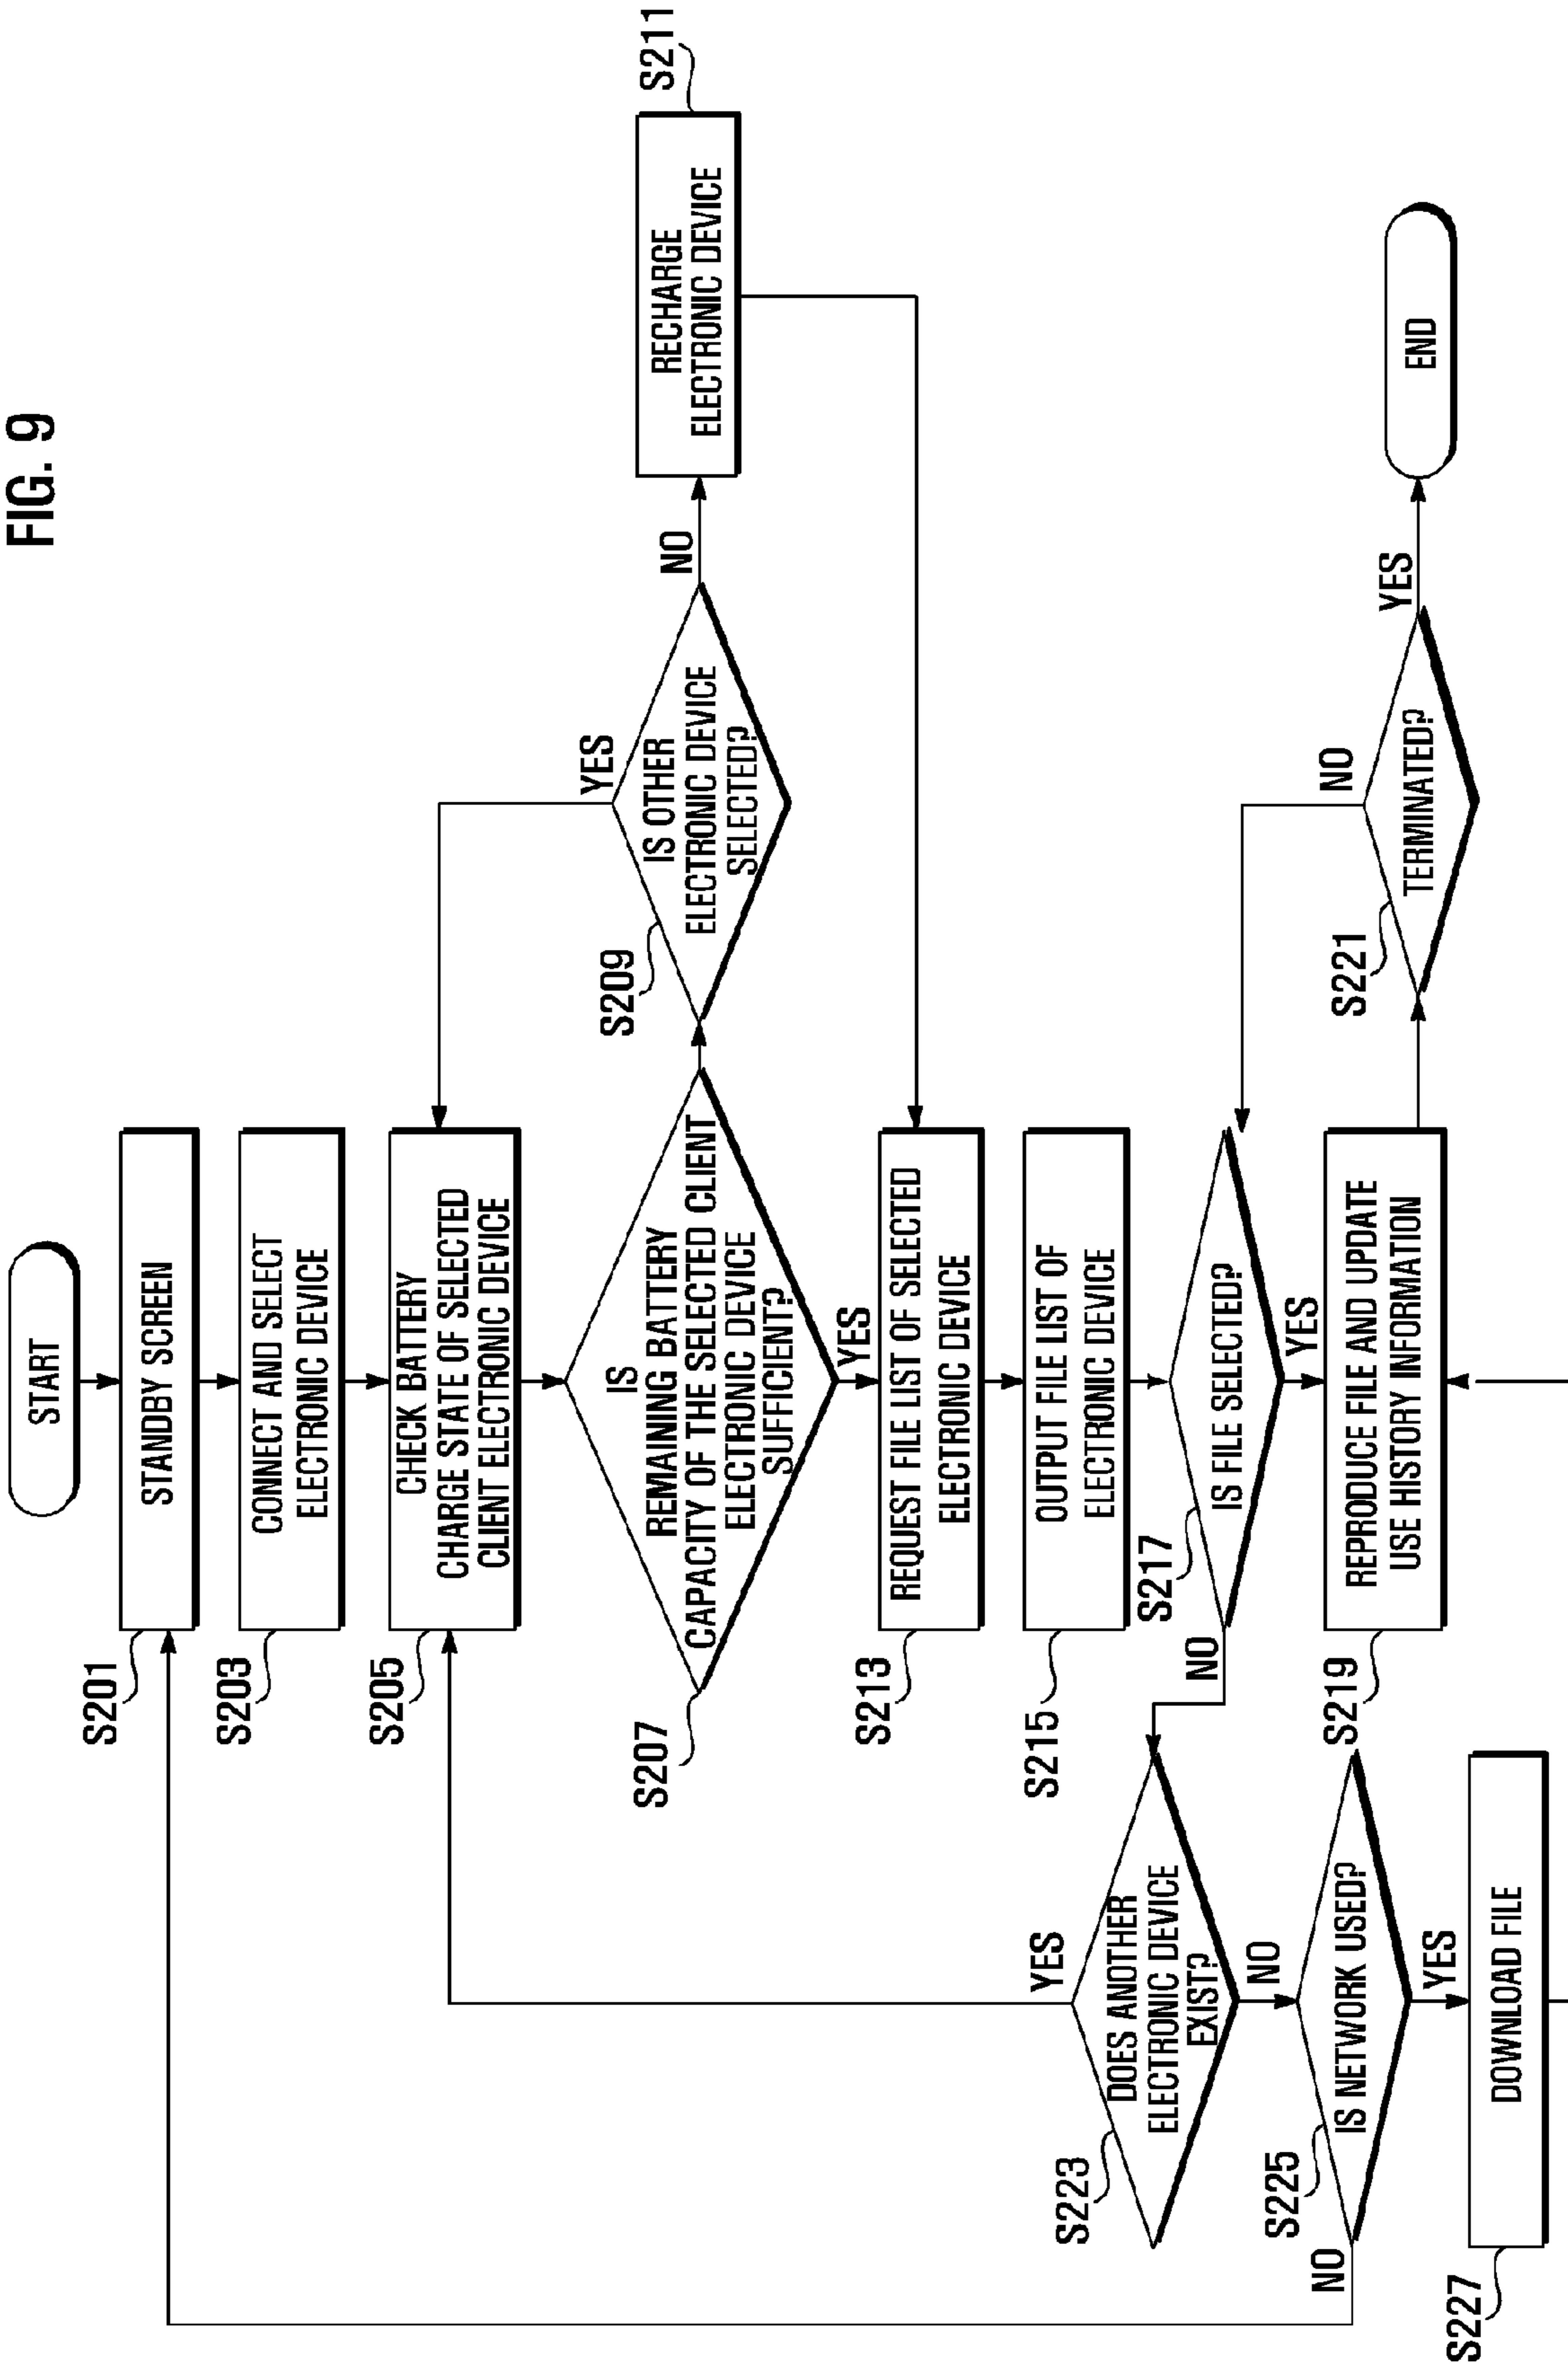 FIG. 9
START
S201
STANDBY SCREEN
S203
CONNECT AND SELECT
ELECTRONIC DEVICE
S205
CHECK BATTERY
CHARGE STATE OF SELECTED
CLIENT ELECTRONIC DEVICE
S207
IS
REMAINING BATTERY
CAPACITY OF THE SELECTED CLIENT
ELECTRONIC DEVICE
SUFFICIENT?
YES
S209
IS OTHER
ELECTRONIC DEVICE
SELECTED?
YES
NO
S211
RECHARGE
ELECTRONIC DEVICE
S213
REQUEST FILE LIST OF SELECTED
ELECTRONIC DEVICE
S215
OUTPUT FILE LIST OF
ELECTRONIC DEVICE
S217
IS FILE SELECTED?
NO
YES
S219
REPRODUCE FILE AND UPDATE
USE HISTORY INFORMATION
S221
TERMINATED?
NO
YES
END
S223
DOES ANOTHER
ELECTRONIC DEVICE
EXIST?
YES
NO
S225
IS NETWORK USED?
NO
YES
S227
DOWNLOAD FILE